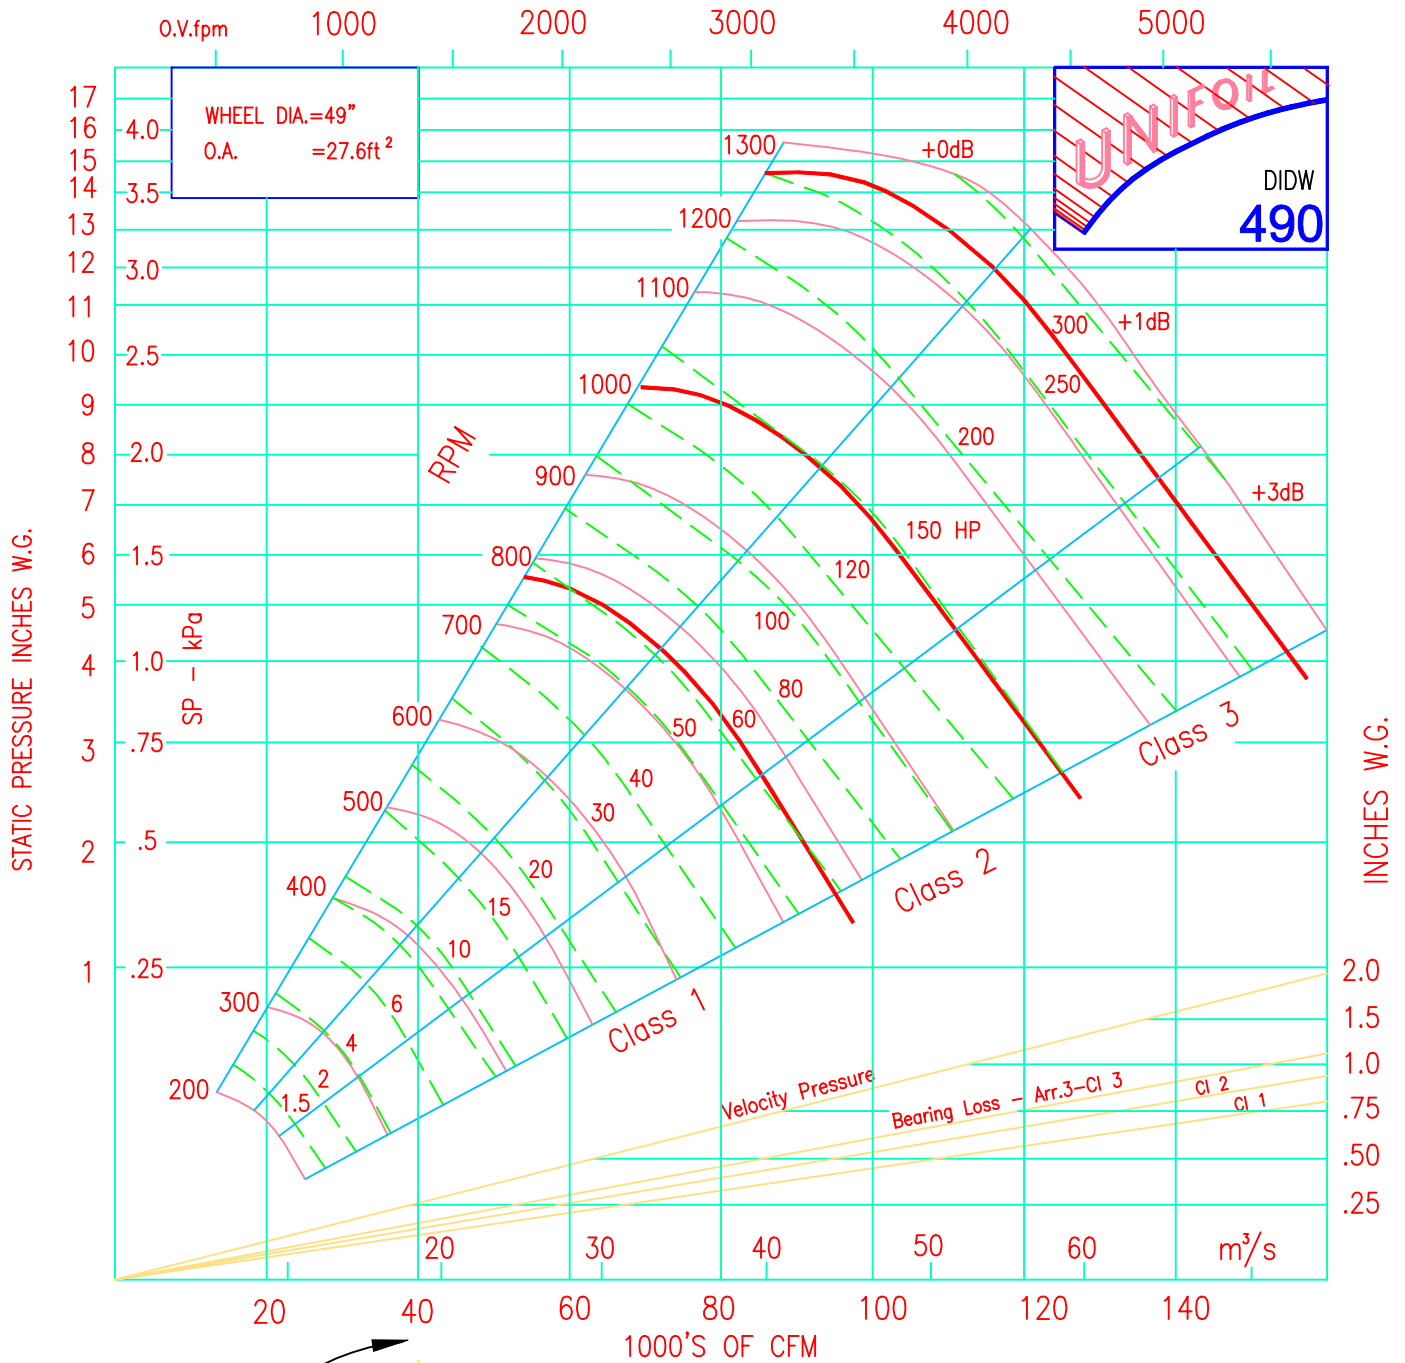 O.V.fpm 1000 2000 3000 4000 5000
WHEEL DIA.=49"
O.A. =27.6ft²
UNIFOIL
DIDW
490
17
16
15
14
13
12
11
10
9
8
7
6
5
4
3
2
1
4.0
3.5
3.0
2.5
2.0
1.5
1.0
.75
.5
.25
STATIC PRESSURE INCHES W.G.
SP - kPa
RPM
1300
1200
1100
1000
900
800
700
600
500
400
300
200
+0dB
+1dB
+3dB
300
250
200
150 HP
120
100
80
60
50
40
30
20
15
10
6
4
2
1.5
Class 3
Class 2
Class 1
INCHES W.G.
2.0
1.5
1.0
.75
.50
.25
Velocity Pressure
Bearing Loss - Arr.3-Cl 3
Cl 2
Cl 1
20 30 40 50 60 m³/s
20 40 60 80 100 120 140
1000'S OF CFM